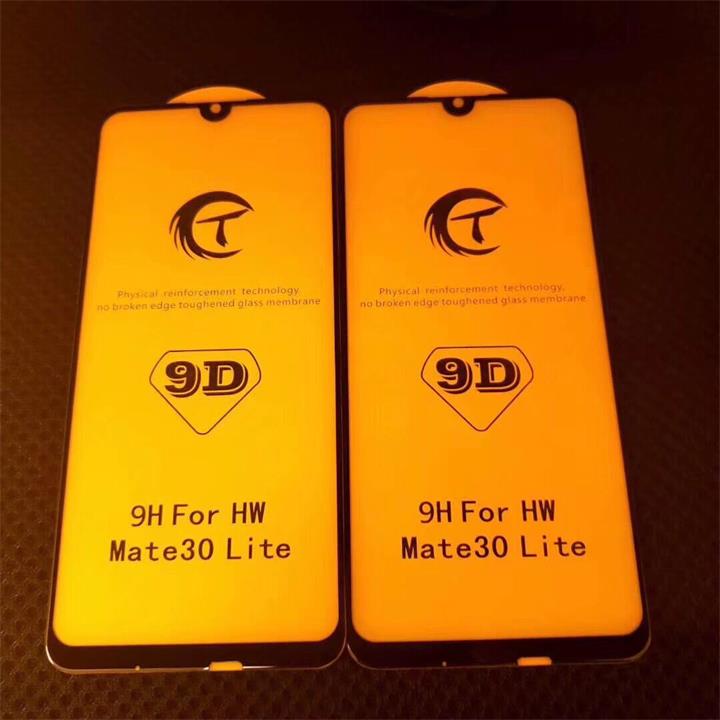 T
Physical reinforcement technology,
no broken edge toughened glass membrane
9D
9H For HW
Mate30 Lite
T
Physical reinforcement technology,
no broken edge toughened glass membrane
9D
9H For HW
Mate30 Lite